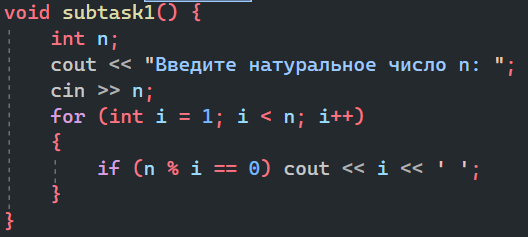 void subtask1() {
    int n;
    cout << "Введите натуральное число n: ";
    cin >> n;
    for (int i = 1; i < n; i++)
    {
        if (n % i == 0) cout << i << ' ';
    }
}